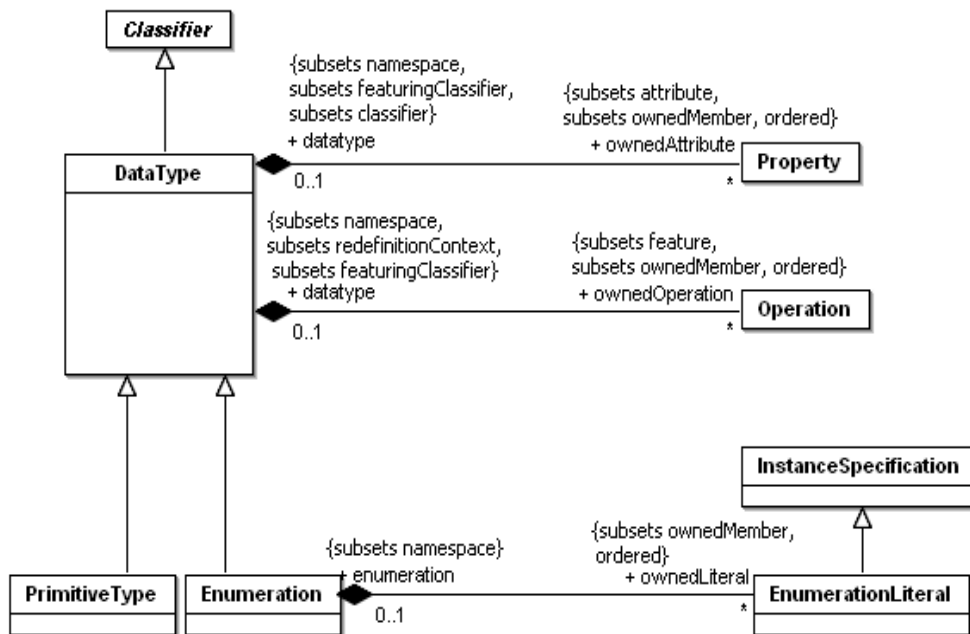 Classifier
{subsets namespace,
subsets featuringClassifier,
subsets classifier}
+ datatype
0..1
{subsets attribute,
subsets ownedMember, ordered}
+ ownedAttribute
*
Property
DataType
{subsets namespace,
subsets redefinitionContext,
subsets featuringClassifier}
+ datatype
0..1
{subsets feature,
subsets ownedMember, ordered}
+ ownedOperation
*
Operation
InstanceSpecification
PrimitiveType
Enumeration
{subsets namespace}
+ enumeration
0..1
{subsets ownedMember,
ordered}
+ ownedLiteral
*
EnumerationLiteral